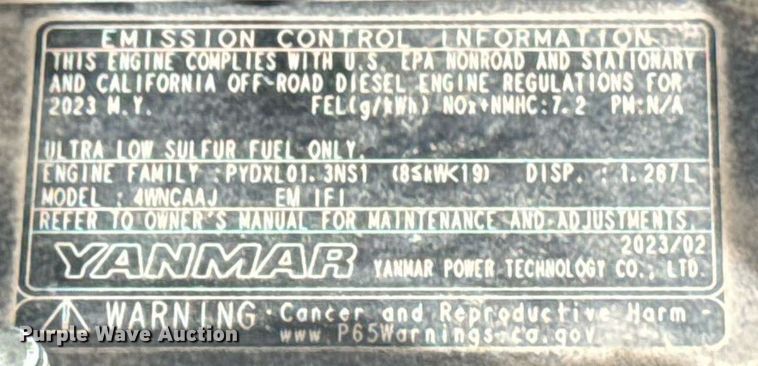 EMISSION CONTROL INFORMATION
THIS ENGINE COMPLIES WITH U.S. EPA NONROAD AND STATIONARY
AND CALIFORNIA OFF-ROAD DIESEL ENGINE REGULATIONS FOR
2023 M.Y. FEL(g/kWh) NOx+NMHC:7.2 PM:N/A
ULTRA LOW SULFUR FUEL ONLY.
ENGINE FAMILY :PYDXL01.3NS1 (8≤kW<19) DISP. :1.267L
MODEL : 4WNCAAJ EM IFI
REFER TO OWNER'S MANUAL FOR MAINTENANCE AND ADJUSTMENTS.
2023/02
YANMAR YANMAR POWER TECHNOLOGY CO., LTD.
WARNING Cancer and Reproductive Harm -
www.P65Warnings.ca.gov
Purple Wave Auction